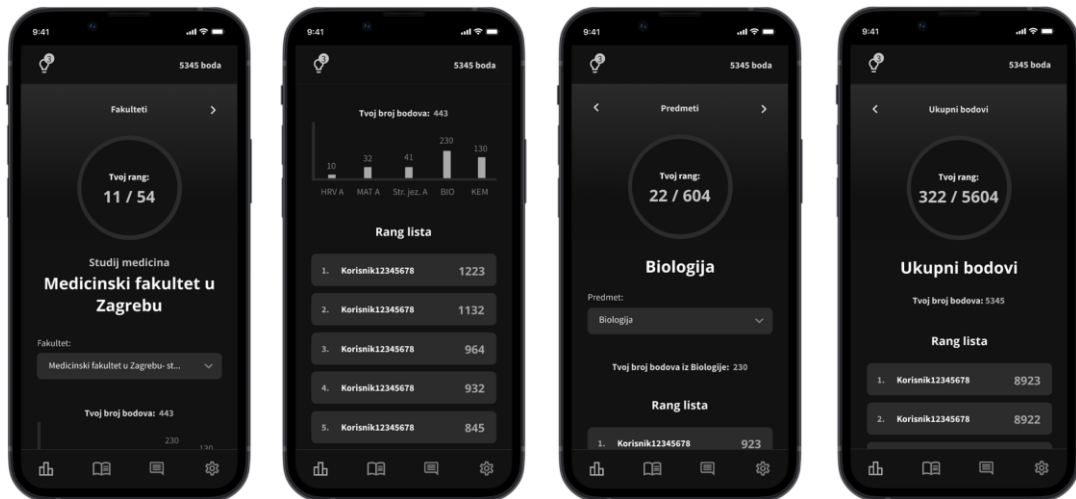 9:41
3
5345 boda
Fakulteti
Tvoj rang:
11 / 54
Studij medicina
Medicinski fakultet u
Zagrebu
Fakultet:
Medicinski fakultet u Zagrebu- st...
Tvoj broj bodova: 443
230
130
9:41
3
5345 boda
Tvoj broj bodova: 443
10
32
41
230
130
HRV A
MAT A
Str. jez. A
BIO
KEM
Rang lista
1. Korisnik12345678 1223
2. Korisnik12345678 1132
3. Korisnik12345678 964
4. Korisnik12345678 932
5. Korisnik12345678 845
9:41
3
5345 boda
Predmeti
Tvoj rang:
22 / 604
Biologija
Predmet:
Biologija
Tvoj broj bodova iz Biologije: 230
Rang lista
1. Korisnik12345678 923
9:41
3
5345 boda
Ukupni bodovi
Tvoj rang:
322 / 5604
Ukupni bodovi
Tvoj broj bodova: 5345
Rang lista
1. Korisnik12345678 8923
2. Korisnik12345678 8922